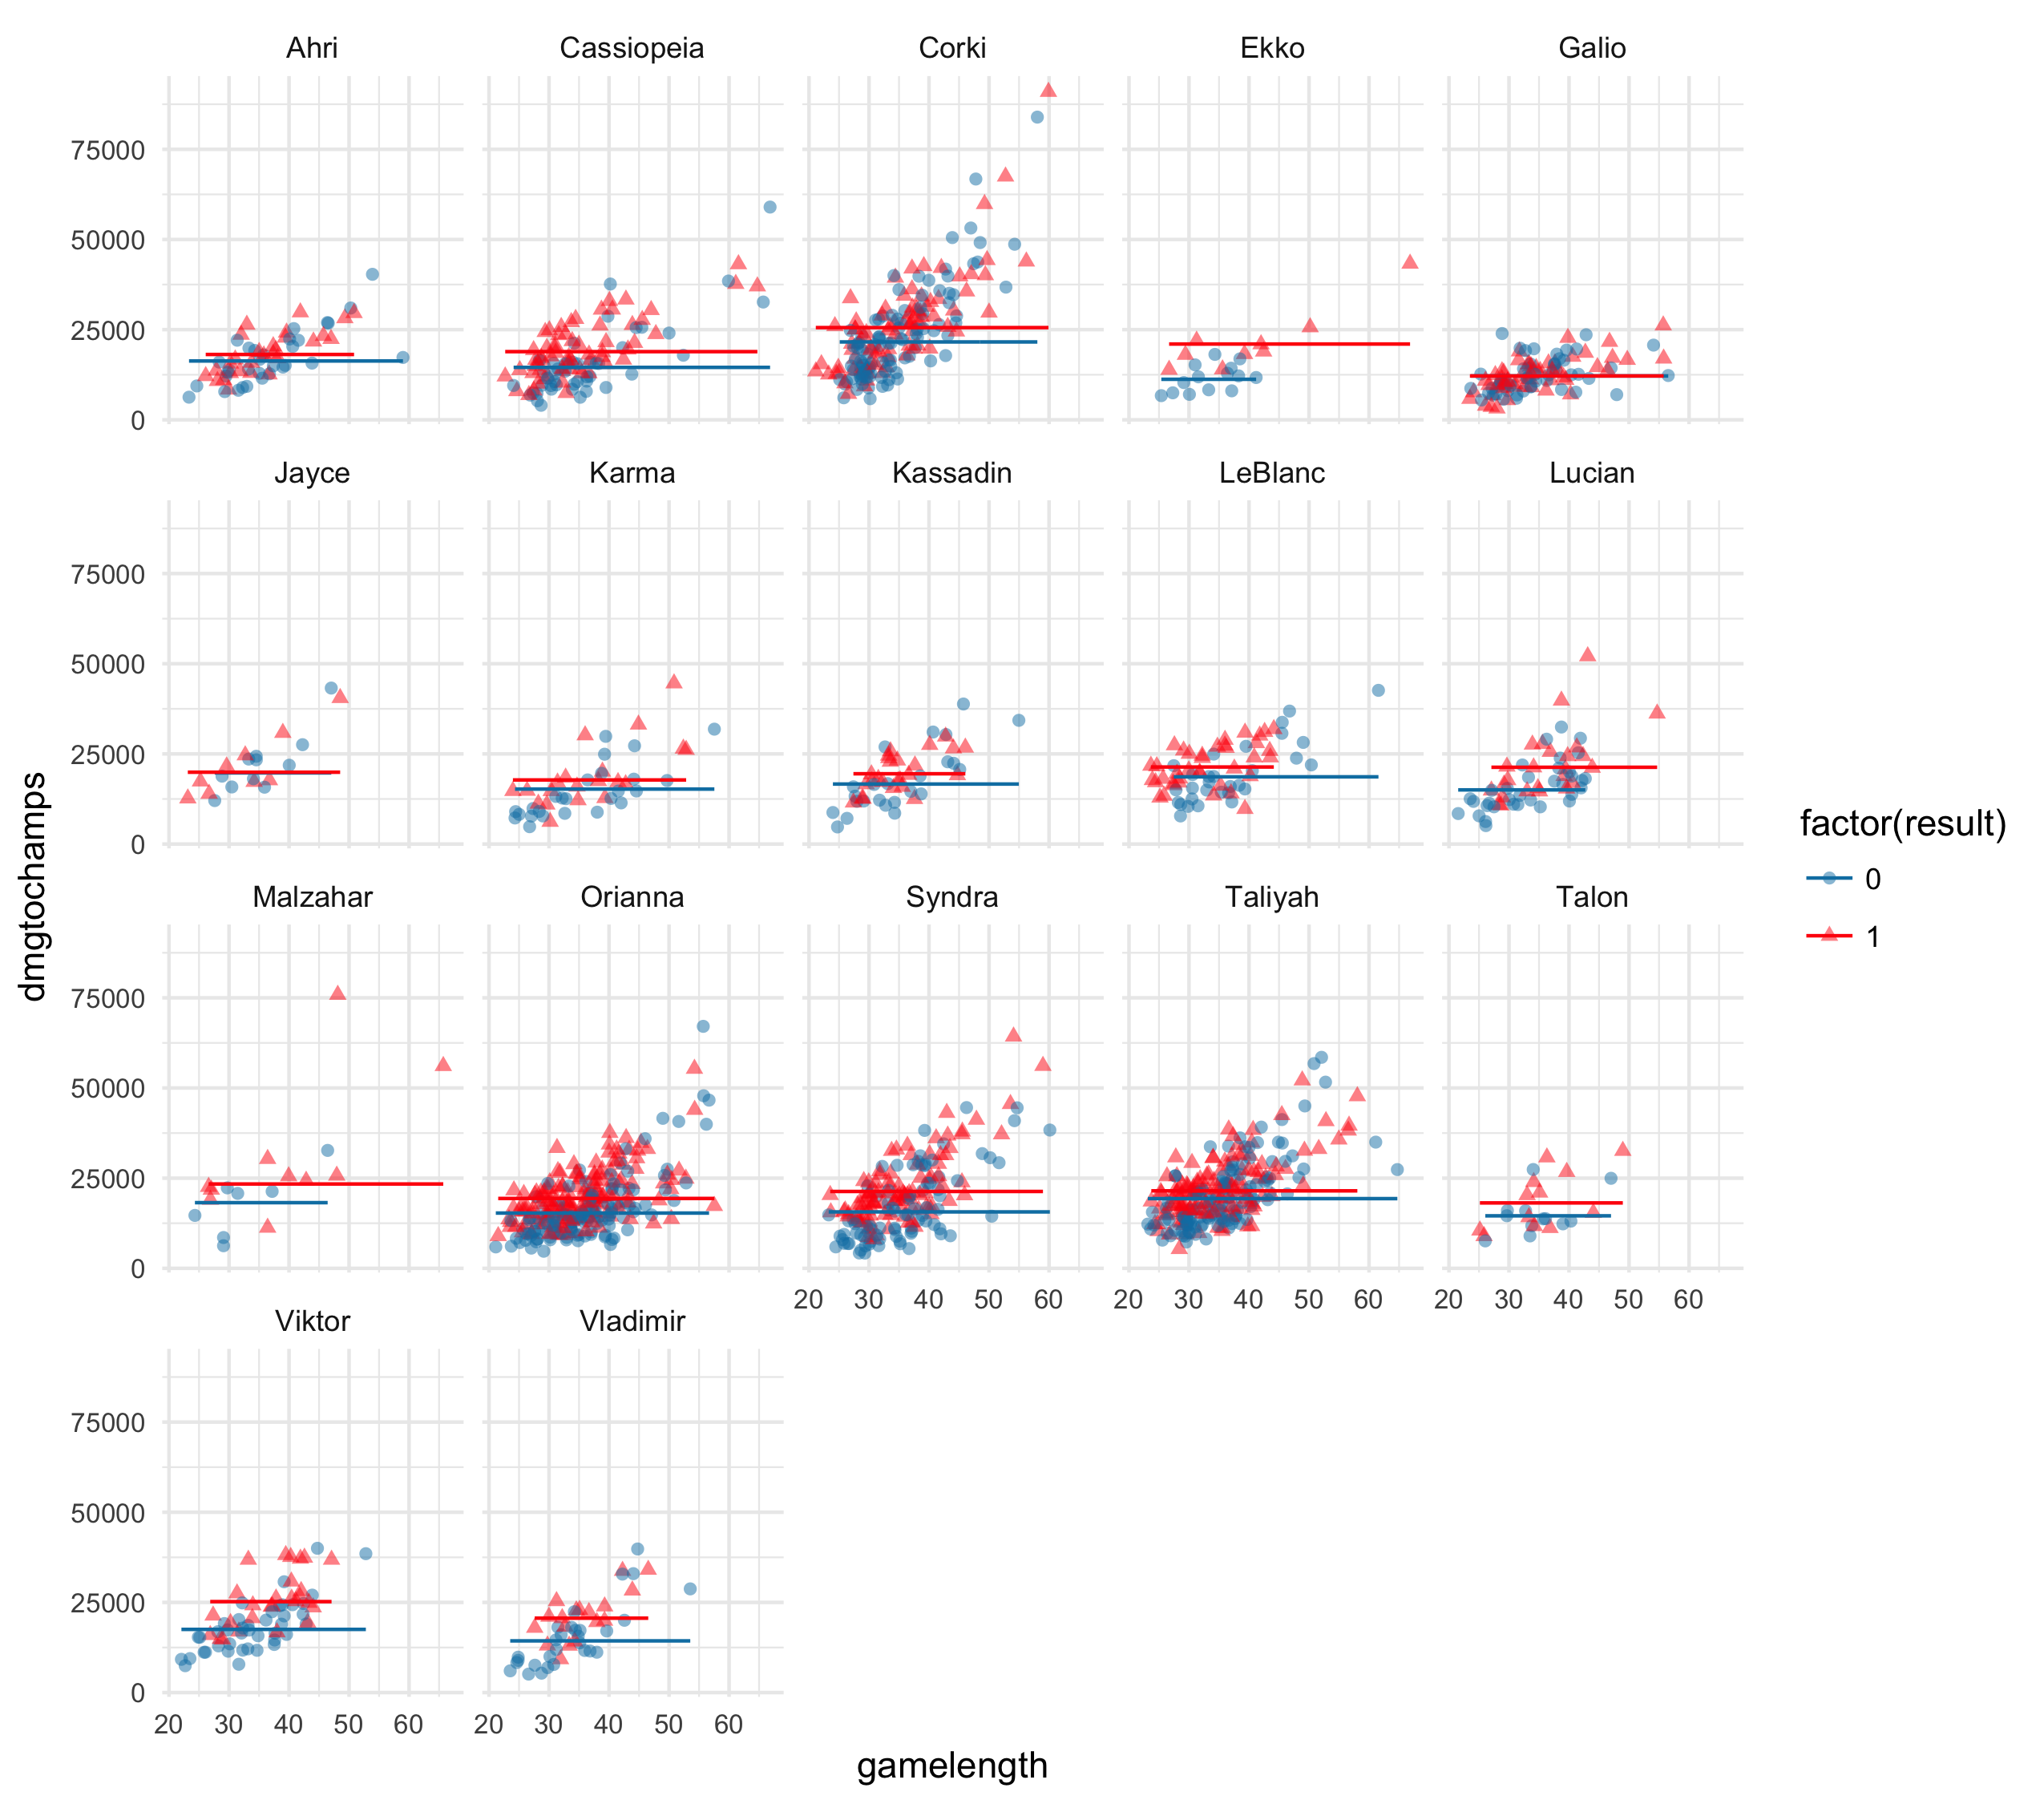 Ahri Cassiopeia Corki Ekko Galio
75000
50000
25000
0
Jayce Karma Kassadin LeBlanc Lucian
75000
50000
25000
0
Malzahar Orianna Syndra Taliyah Talon
75000
50000
25000
0
20 30 40 50 60 20 30 40 50 60 20 30 40 50 60
Viktor Vladimir
75000
50000
25000
0
20 30 40 50 60 20 30 40 50 60
gamelength
dmgtochamps
factor(result)
0
1